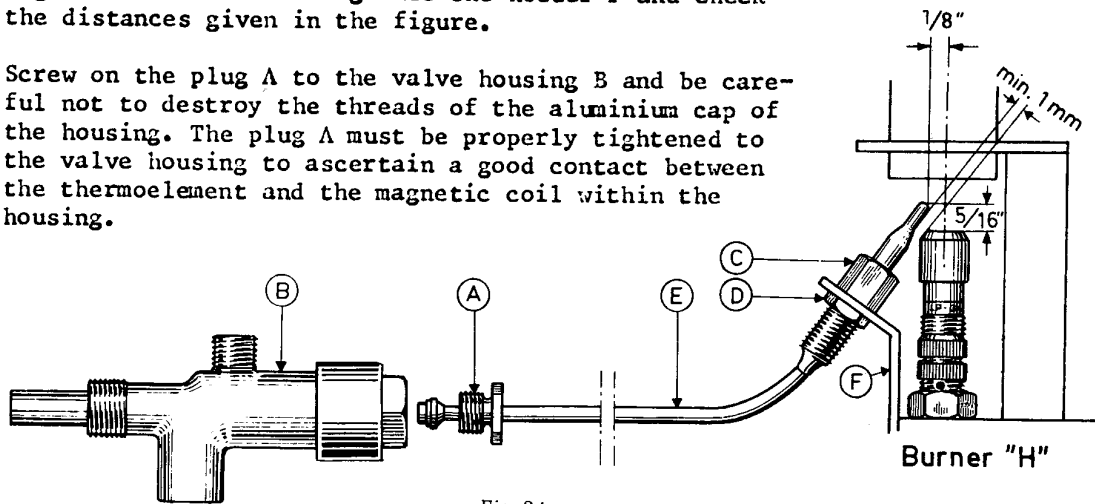 the distances given in the figure.
Screw on the plug A to the valve housing B and be care-
ful not to destroy the threads of the aluminium cap of
the housing. The plug A must be properly tightened to
the valve housing to ascertain a good contact between
the thermoelement and the magnetic coil within the
housing.
1/8"
min. 1mm
5/16"
C
D
B
A
E
F
Burner "H"